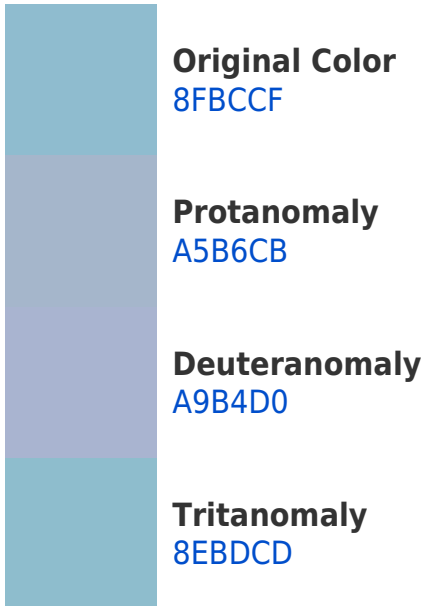 Original Color
8FBCCF
Protanomaly
A5B6CB
Deuteranomaly
A9B4D0
Tritanomaly
8EBDCD